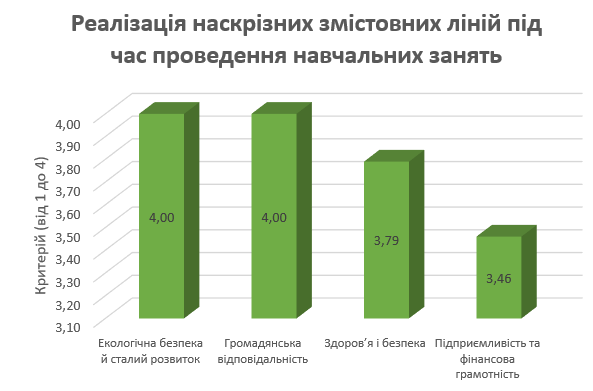 Реалізація наскрізних змістовних ліній під
час проведення навчальних занять
Критерій (від 1 до 4)
4,00
3,90
3,80
3,70
3,60
3,50
3,40
3,30
3,20
3,10
4,00
4,00
3,79
3,46
Екологічна безпека
й сталий розвиток
Громадянська
відповідальність
Здоров’я і безпека
Підприємливість та
фінансова
грамотність